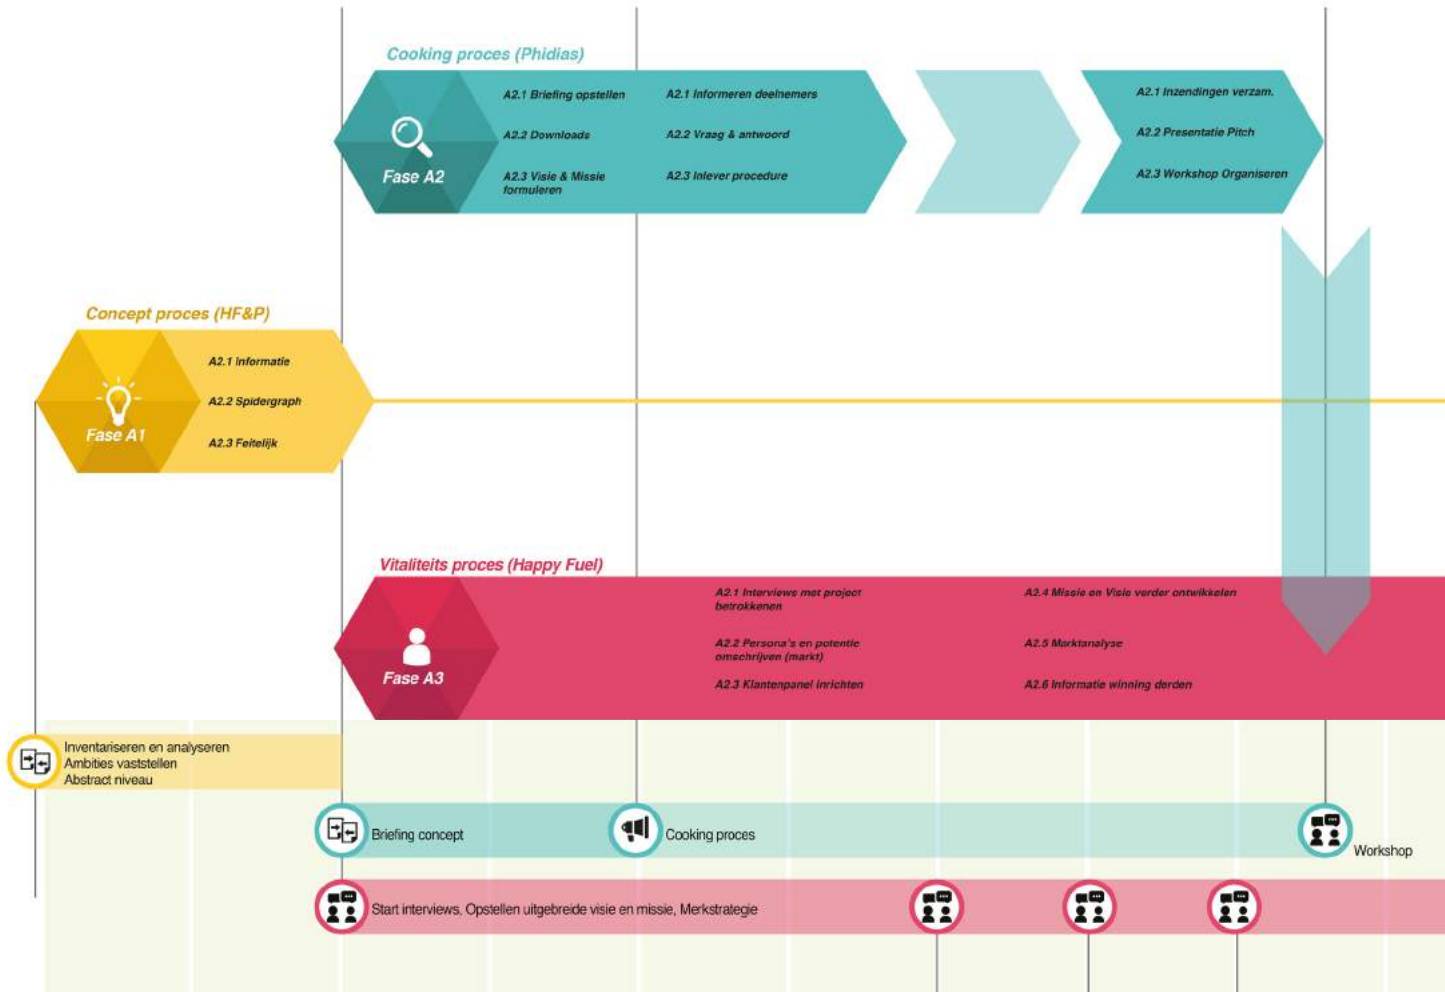 Cooking proces (Phidias)
A2.1 Briefing opstellen
A2.2 Downloads
A2.3 Visie & Missie
formuleren
A2.1 Informeren deelnemers
A2.2 Vraag & antwoord
A2.3 Inlever procedure
A2.1 Inzendingen verzam.
A2.2 Presentatie Pitch
A2.3 Workshop Organiseren
Fase A2
Concept proces (HF&P)
A2.1 Informatie
A2.2 Spidergraph
A2.3 Feitelijk
Fase A1
Vitaliteits proces (Happy Fuel)
A2.1 Interviews met project
betrokkenen
A2.2 Persona's en potentie
omschrijven (markt)
A2.3 Klantenpanel inrichten
A2.4 Missie en Visie verder ontwikkelen
A2.5 Marktanalyse
A2.6 Informatie winning derden
Fase A3
Inventariseren en analyseren
Ambities vaststellen
Abstract niveau
Briefing concept
Cooking proces
Workshop
Start interviews, Opstellen uitgebreide visie en missie, Merkstrategie